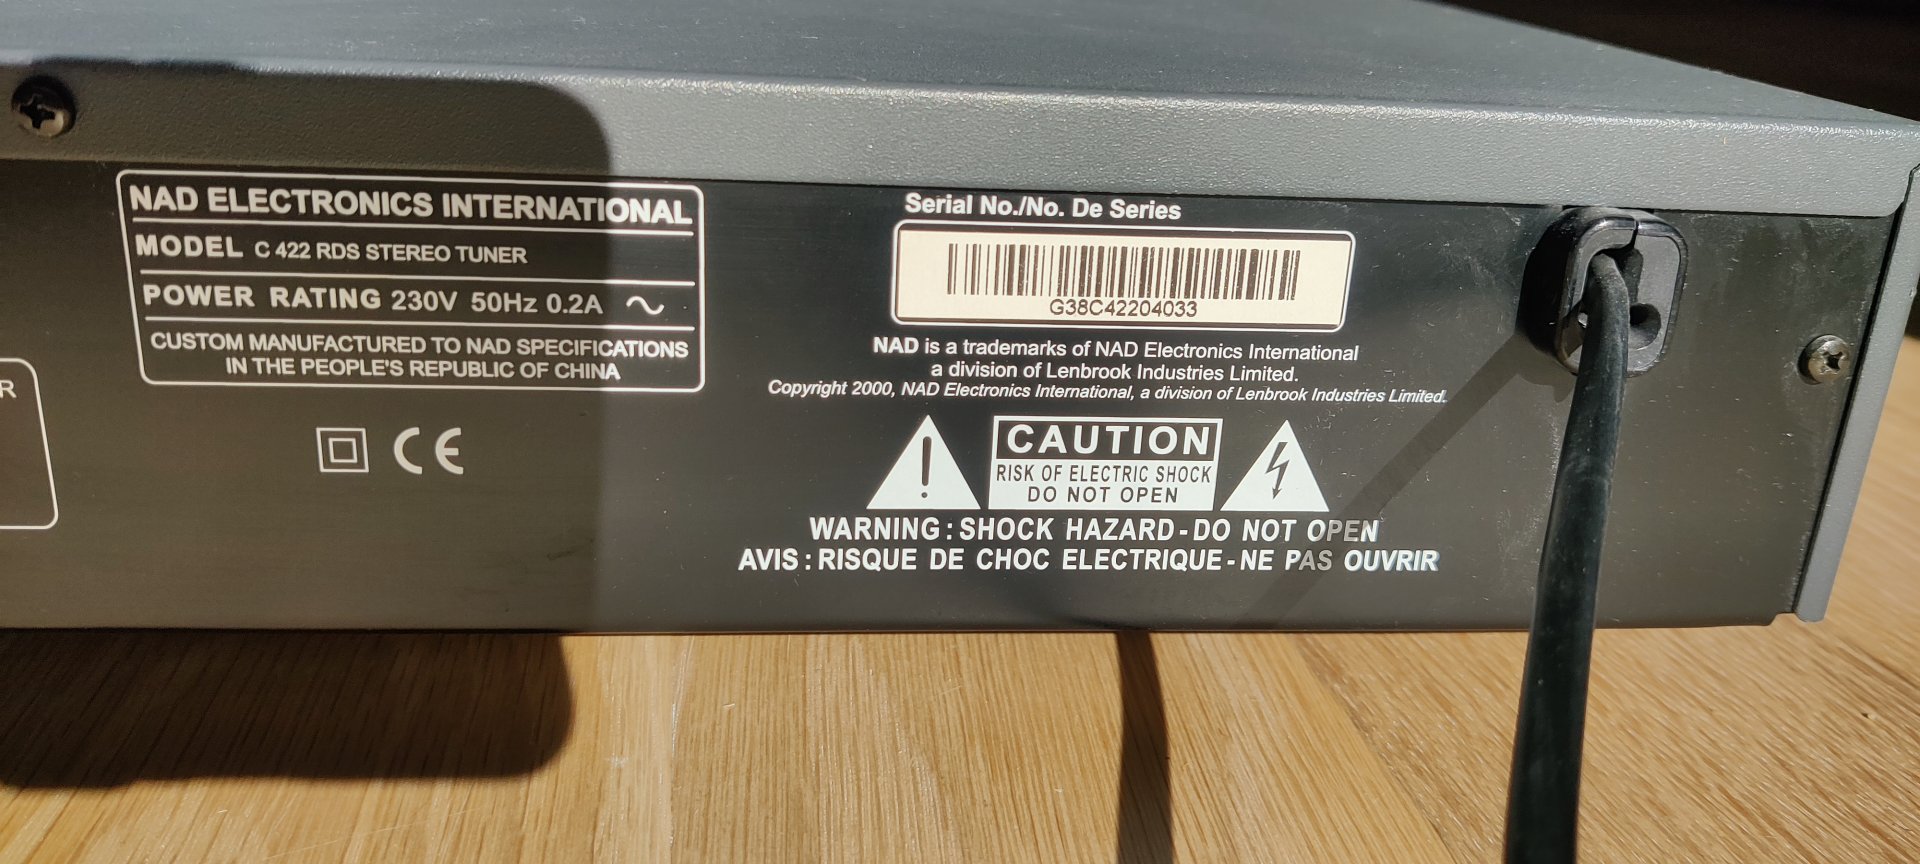 NAD ELECTRONICS INTERNATIONAL
MODEL C 422 RDS STEREO TUNER
POWER RATING 230V 50Hz 0.2A
CUSTOM MANUFACTURED TO NAD SPECIFICATIONS
IN THE PEOPLE'S REPUBLIC OF CHINA
R
CE
Serial No./No. De Series
G38C42204033
NAD is a trademarks of NAD Electronics International
a division of Lenbrook Industries Limited.
Copyright 2000, NAD Electronics International, a division of Lenbrook Industries Limited.
CAUTION
RISK OF ELECTRIC SHOCK
DO NOT OPEN
WARNING : SHOCK HAZARD - DO NOT OPEN
AVIS : RISQUE DE CHOC ELECTRIQUE - NE PAS OUVRIR